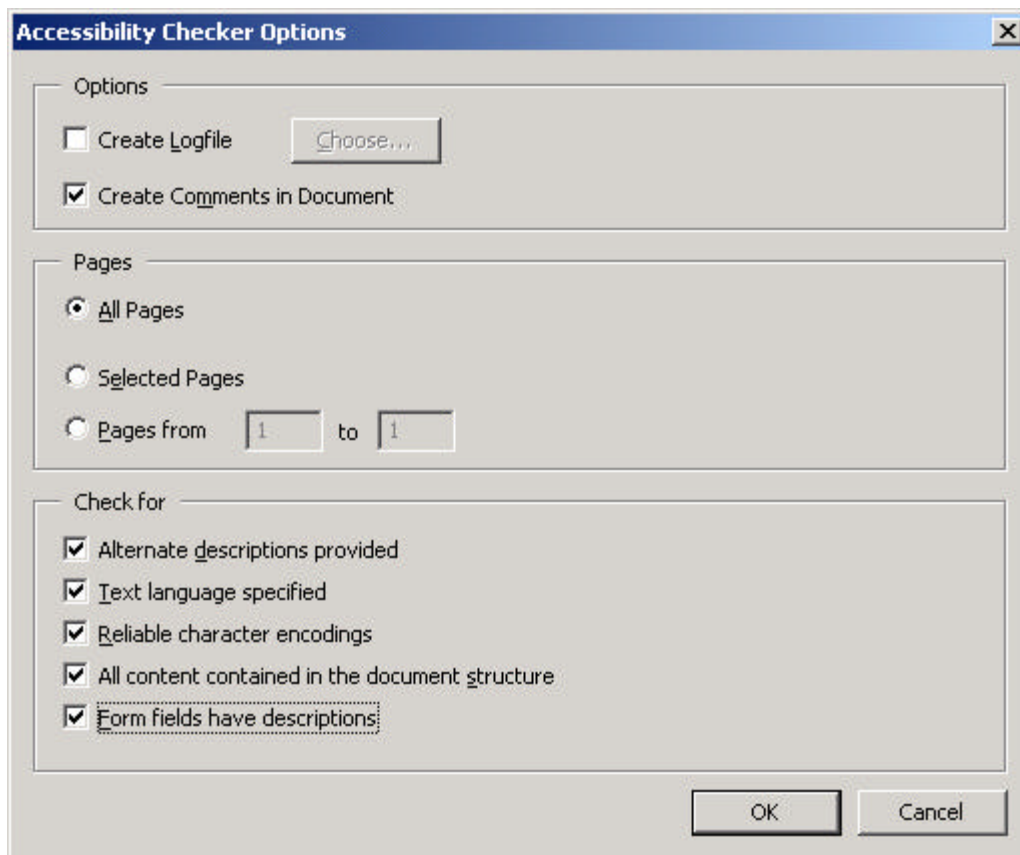 Accessibility Checker Options
Options
Create Logfile Choose...
Create Comments in Document
Pages
All Pages
Selected Pages
Pages from 1 to 1
Check for
Alternate descriptions provided
Text language specified
Reliable character encodings
All content contained in the document structure
Form fields have descriptions
OK Cancel